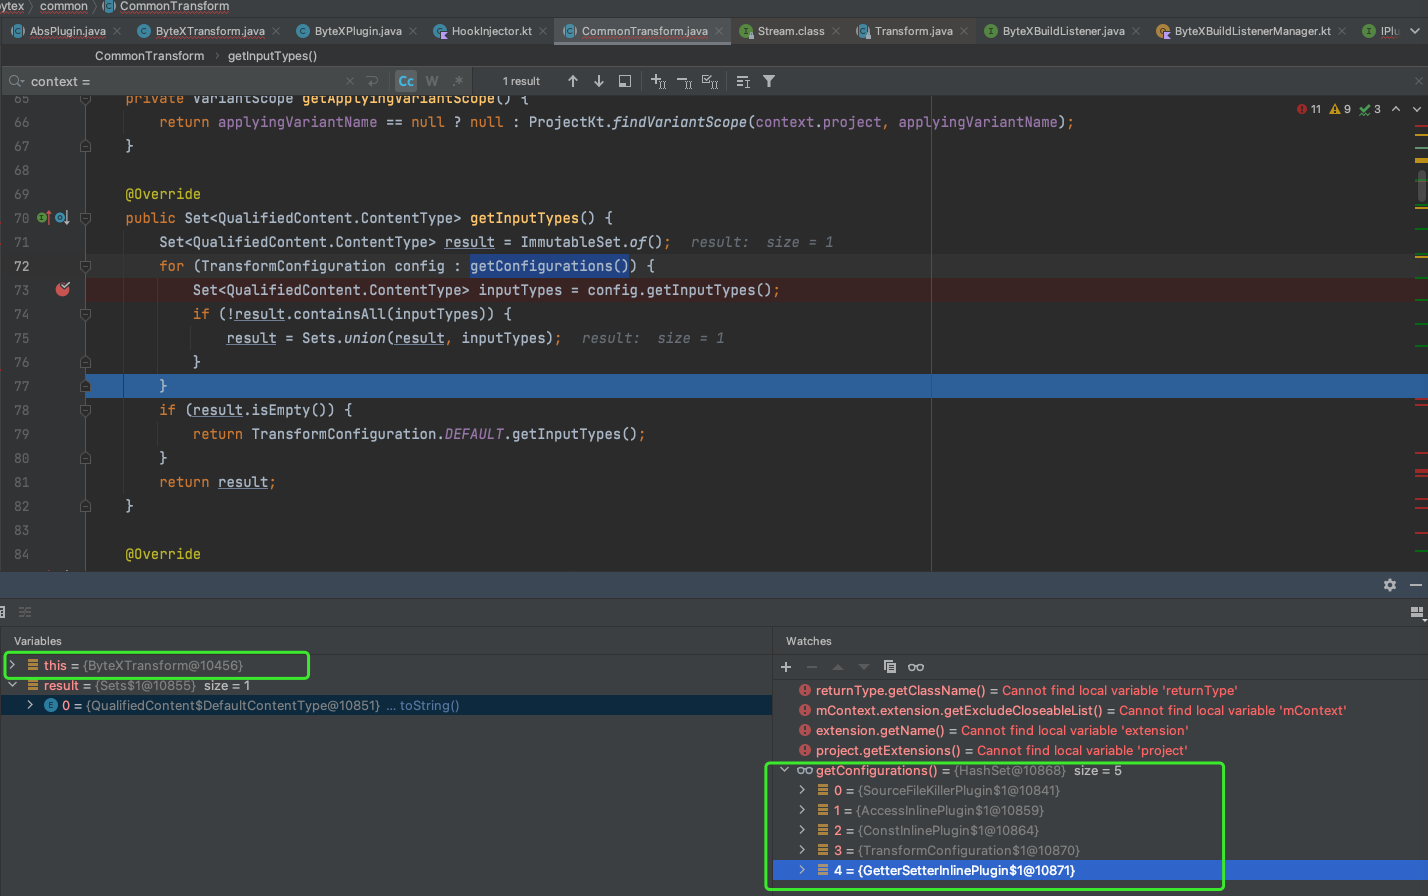 bytex › common › CommonTransform
AbsPlugin.java ByteXTransform.java ByteXPlugin.java HookInjector.kt CommonTransform.java Stream.class Transform.java ByteXBuildListener.java ByteXBuildListenerManager.kt IPlu
CommonTransform › getInputTypes()
context = Cc W .* 1 result
65 private VariantScope getApplyingVariantScope() {
11 9 3
66 return applyingVariantName == null ? null : ProjectKt.findVariantScope(context.project, applyingVariantName);
67 }
68
69 @Override
70 public Set<QualifiedContent.ContentType> getInputTypes() {
71 Set<QualifiedContent.ContentType> result = ImmutableSet.of(); result: size = 1
72 for (TransformConfiguration config : getConfigurations()) {
73 Set<QualifiedContent.ContentType> inputTypes = config.getInputTypes();
74 if (!result.containsAll(inputTypes)) {
75 result = Sets.union(result, inputTypes); result: size = 1
76 }
77 }
78 if (result.isEmpty()) {
79 return TransformConfiguration.DEFAULT.getInputTypes();
80 }
81 return result;
82 }
83
84 @Override
Variables
this = {ByteXTransform@10456}
result = {Sets$1@10855} size = 1
0 = {QualifiedContent$DefaultContentType@10851} ... toString()
Watches
returnType.getClassName() = Cannot find local variable 'returnType'
mContext.extension.getExcludeCloseableList() = Cannot find local variable 'mContext'
extension.getName() = Cannot find local variable 'extension'
project.getExtensions() = Cannot find local variable 'project'
getConfigurations() = {HashSet@10868} size = 5
0 = {SourceFileKillerPlugin$1@10841}
1 = {AccessInlinePlugin$1@10859}
2 = {ConstInlinePlugin$1@10864}
3 = {TransformConfiguration$1@10870}
4 = {GetterSetterInlinePlugin$1@10871}